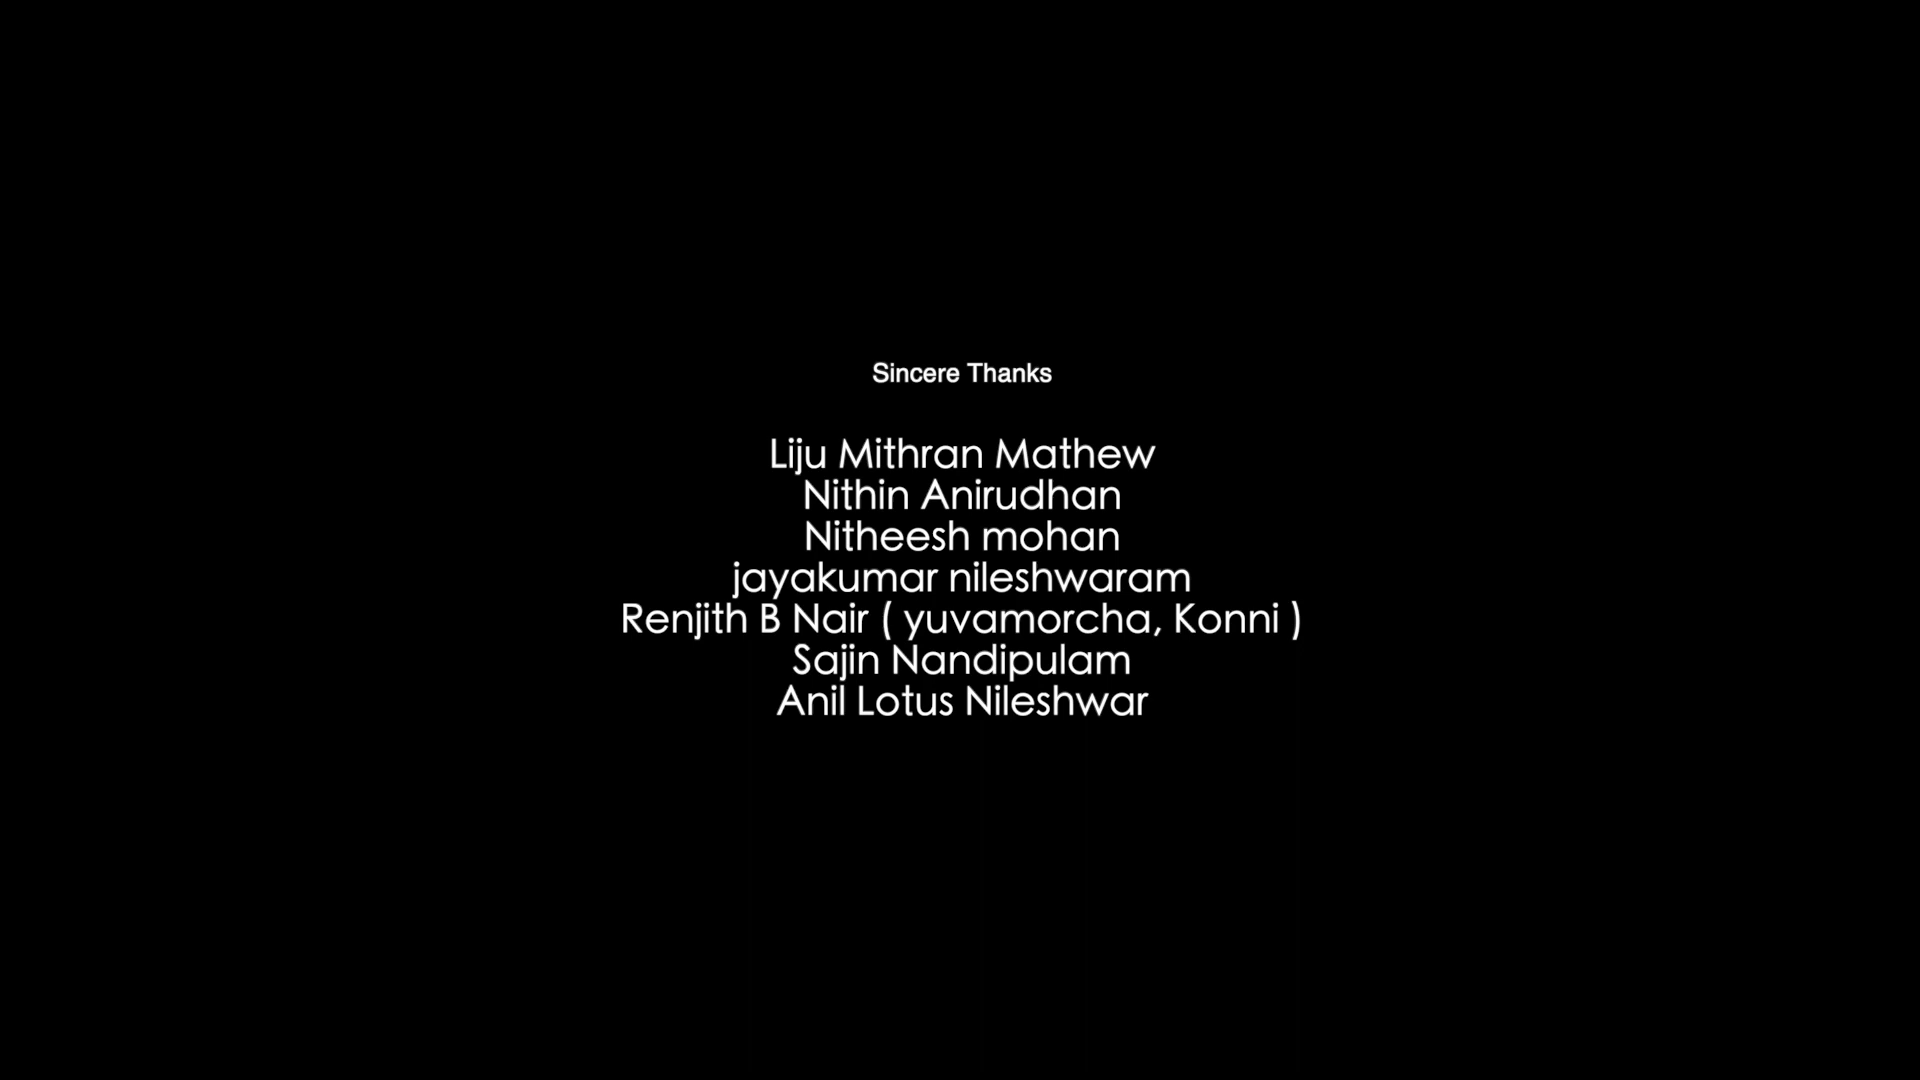 Sincere Thanks
Liju Mithran Mathew
Nithin Anirudhan
Nitheesh mohan
jayakumar nileshwaram
Renjith B Nair ( yuvamorcha, Konni )
Sajin Nandipulam
Anil Lotus Nileshwar